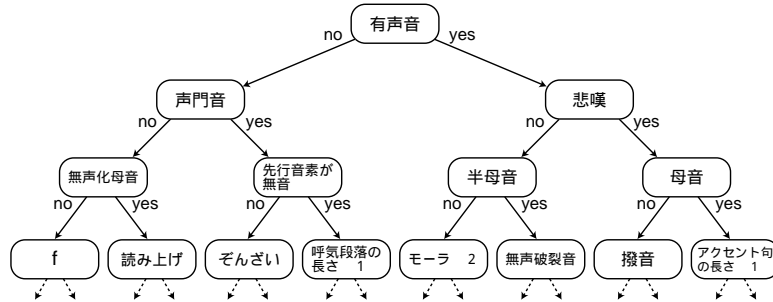 有声音
no
yes
声門音
悲嘆
no
yes
no
yes
無声化母音
先行音素が
無音
半母音
母音
no
yes
no
yes
no
yes
no
yes
f
読み上げ
ぞんざい
呼気段落の
長さ 1
モーラ 2
無声破裂音
撥音
アクセント句
の長さ 1